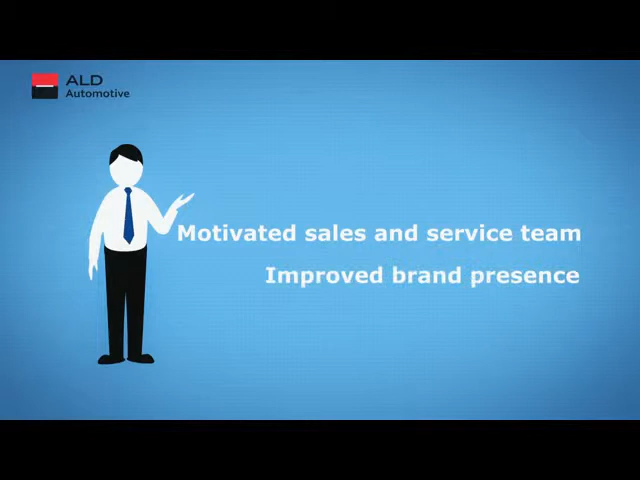 ALD
Automotive
Motivated sales and service team
Improved brand presence